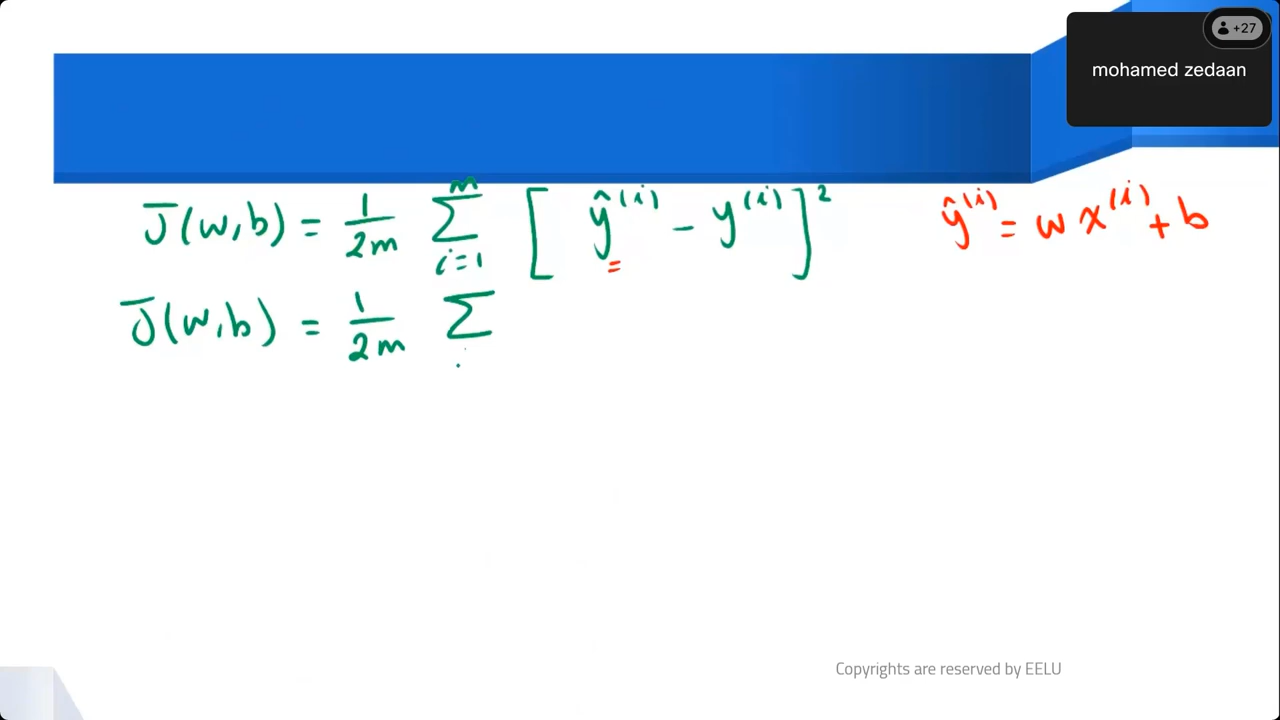 +27
mohamed zedaan
J(w,b) = 1/2m Σ_{i=1}^{m} [ ŷ^(i) - y^(i) ]^2
ŷ^(i) = w x^(i) + b
J(w,b) = 1/2m Σ
Copyrights are reserved by EELU